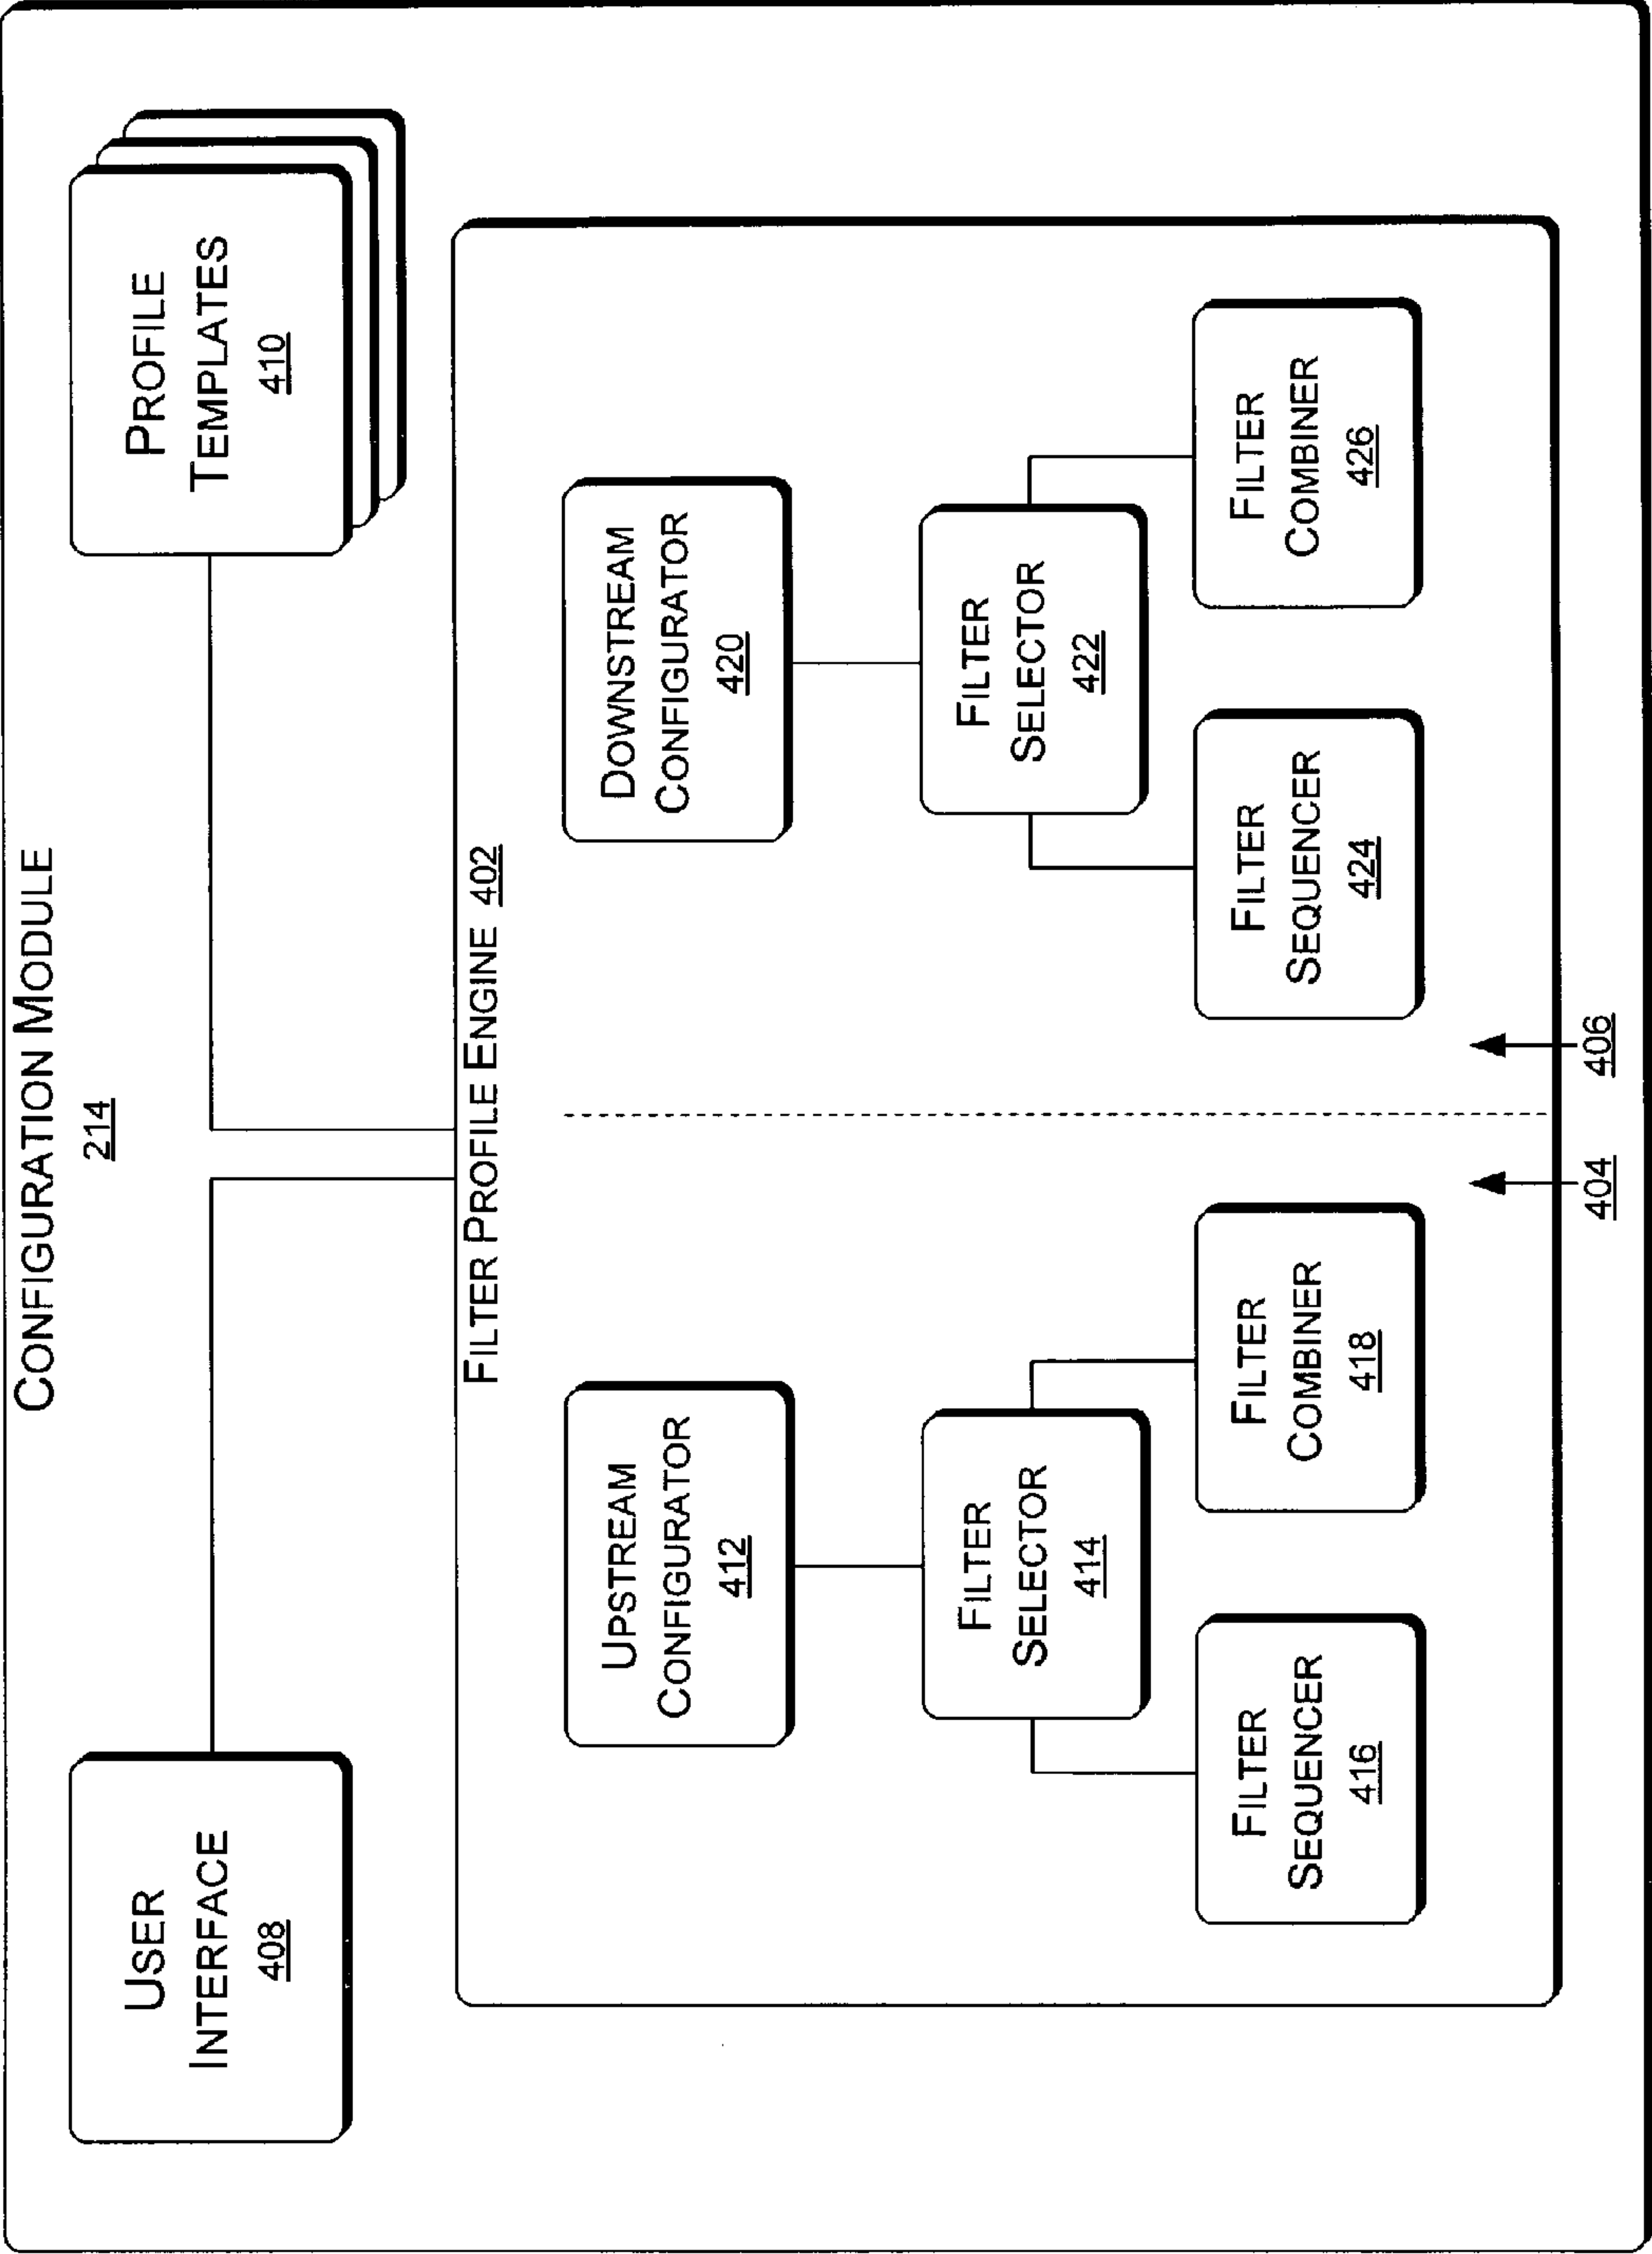 CONFIGURATION MODULE
214
USER
INTERFACE
408
PROFILE
TEMPLATES
410
FILTER PROFILE ENGINE 402
UPSTREAM
CONFIGURATOR
412
FILTER
SELECTOR
414
FILTER
SEQUENCER
416
FILTER
COMBINER
418
DOWNSTREAM
CONFIGURATOR
420
FILTER
SELECTOR
422
FILTER
SEQUENCER
424
FILTER
COMBINER
426
404
406